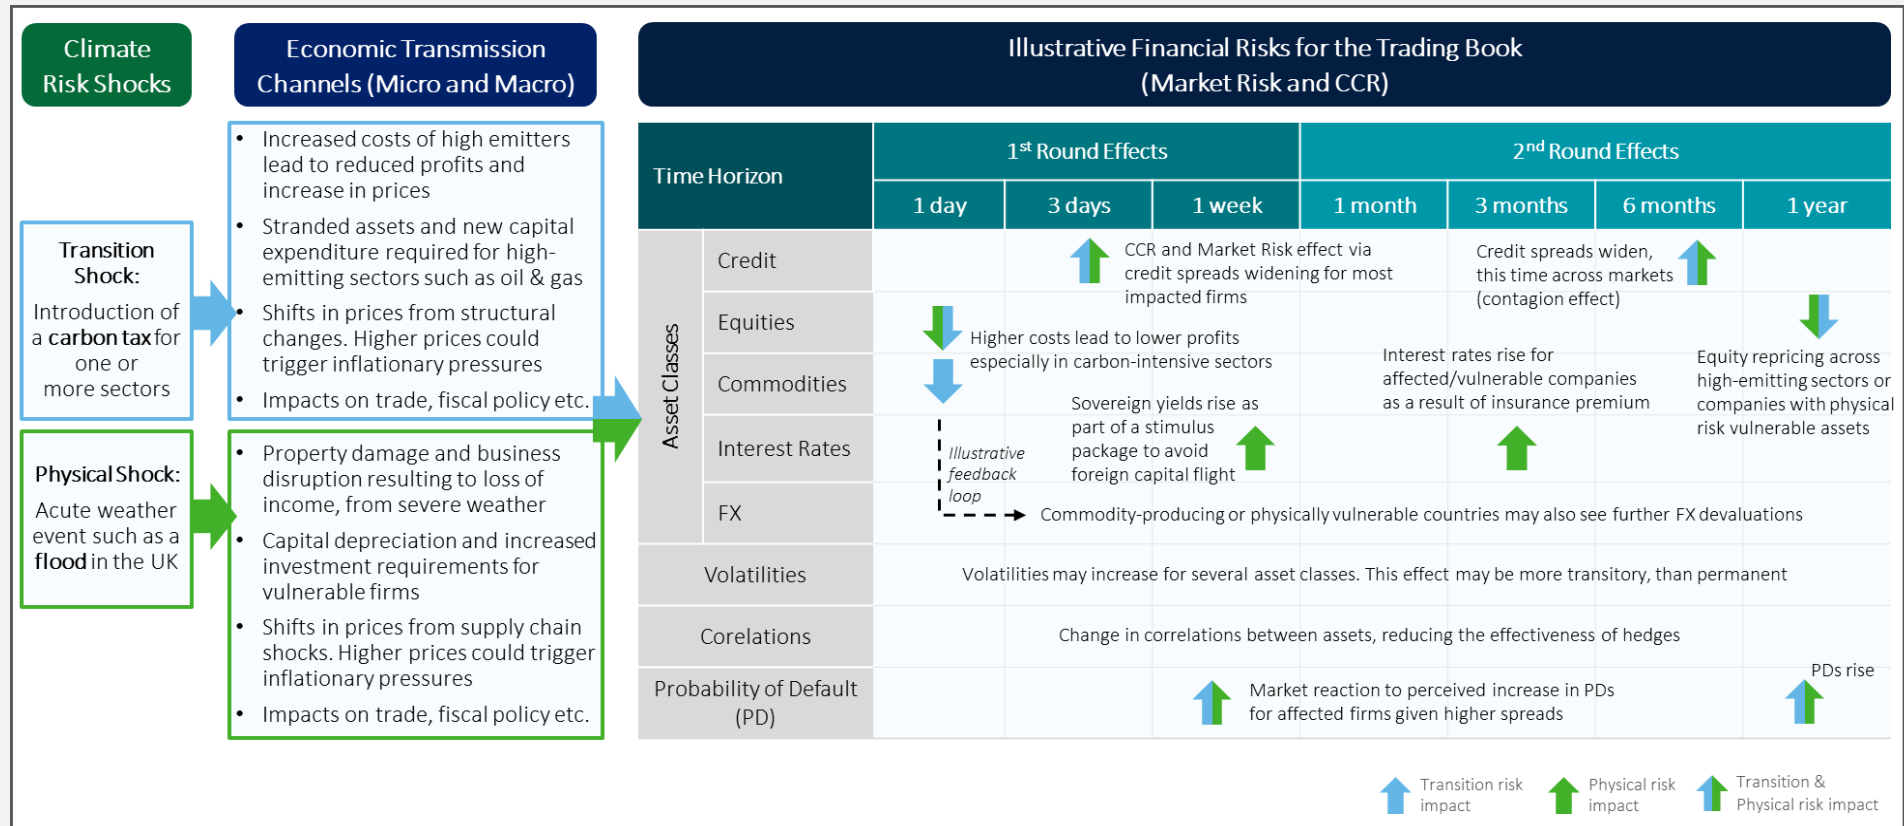 Climate
Risk Shocks
Economic Transmission
Channels (Micro and Macro)
Illustrative Financial Risks for the Trading Book
(Market Risk and CCR)
Transition
Shock:
Introduction of
a carbon tax for
one or
more sectors
Physical Shock:
Acute weather
event such as a
flood in the UK
• Increased costs of high emitters
lead to reduced profits and
increase in prices
• Stranded assets and new capital
expenditure required for high-
emitting sectors such as oil & gas
• Shifts in prices from structural
changes. Higher prices could
trigger inflationary pressures
• Impacts on trade, fiscal policy etc.
• Property damage and business
disruption resulting to loss of
income, from severe weather
• Capital depreciation and increased
investment requirements for
vulnerable firms
• Shifts in prices from supply chain
shocks. Higher prices could trigger
inflationary pressures
• Impacts on trade, fiscal policy etc.
Time Horizon
1st Round Effects
2nd Round Effects
1 day
3 days
1 week
1 month
3 months
6 months
1 year
Asset Classes
Credit
CCR and Market Risk effect via
credit spreads widening for most
impacted firms
Credit spreads widen,
this time across markets
(contagion effect)
Equities
Higher costs lead to lower profits
especially in carbon-intensive sectors
Equity repricing across
high-emitting sectors or
companies with physical
risk vulnerable assets
Commodities
Interest Rates
Illustrative
feedback
loop
Sovereign yields rise as
part of a stimulus
package to avoid
foreign capital flight
Interest rates rise for
affected/vulnerable companies
as a result of insurance premium
FX
Commodity-producing or physically vulnerable countries may also see further FX devaluations
Volatilities
Volatilities may increase for several asset classes. This effect may be more transitory, than permanent
Corelations
Change in correlations between assets, reducing the effectiveness of hedges
Probability of Default
(PD)
Market reaction to perceived increase in PDs
for affected firms given higher spreads
PDs rise
Transition risk
impact
Physical risk
impact
Transition &
Physical risk impact